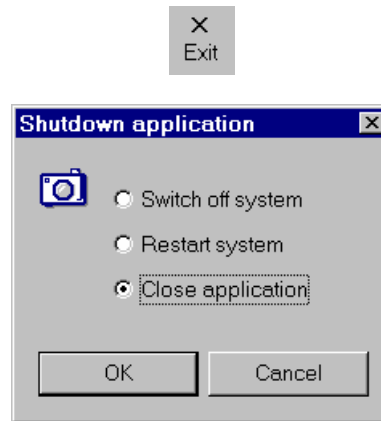 Exit
Shutdown application
Switch off system
Restart system
Close application
OK Cancel